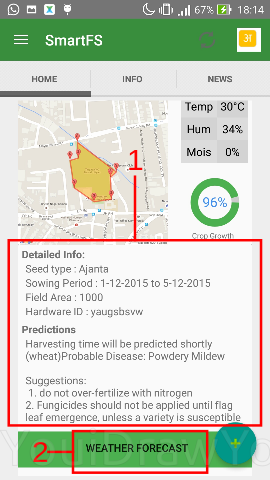 67% 18:14
SmartFS
31
HOME INFO NEWS
Temp 30°C
Hum 34%
Mois 0%
1
96%
Crop Growth
Detailed Info:
Seed type : Ajanta
Sowing Period : 1-12-2015 to 5-12-2015
Field Area : 1000
Hardware ID : yaugsbsvw
Predictions
Harvesting time will be predicted shortly
(wheat)Probable Disease: Powdery Mildew
Suggestions:
1. do not over-fertilize with nitrogen
2. Fungicides should not be applied until flag
leaf emergence, unless a variety is susceptible
2 WEATHER FORECAST +